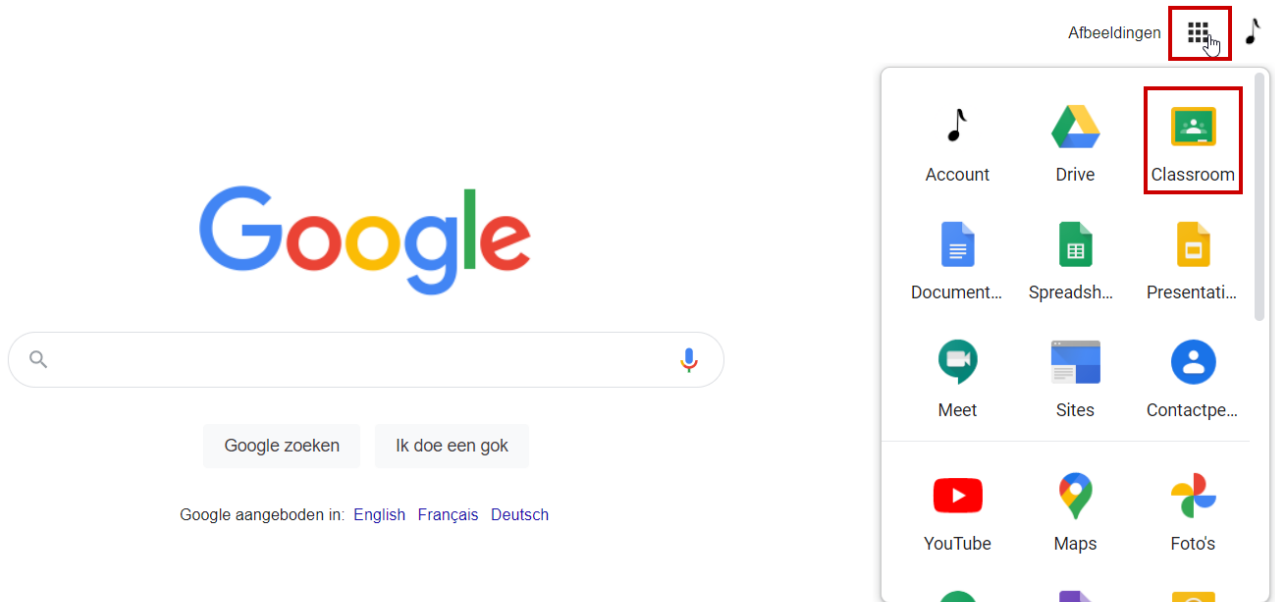 Afbeeldingen
Account Drive Classroom
Google
Document... Spreadsh... Presentati...
Meet Sites Contactpe...
Google zoeken Ik doe een gok
Google aangeboden in: English Français Deutsch
YouTube Maps Foto's